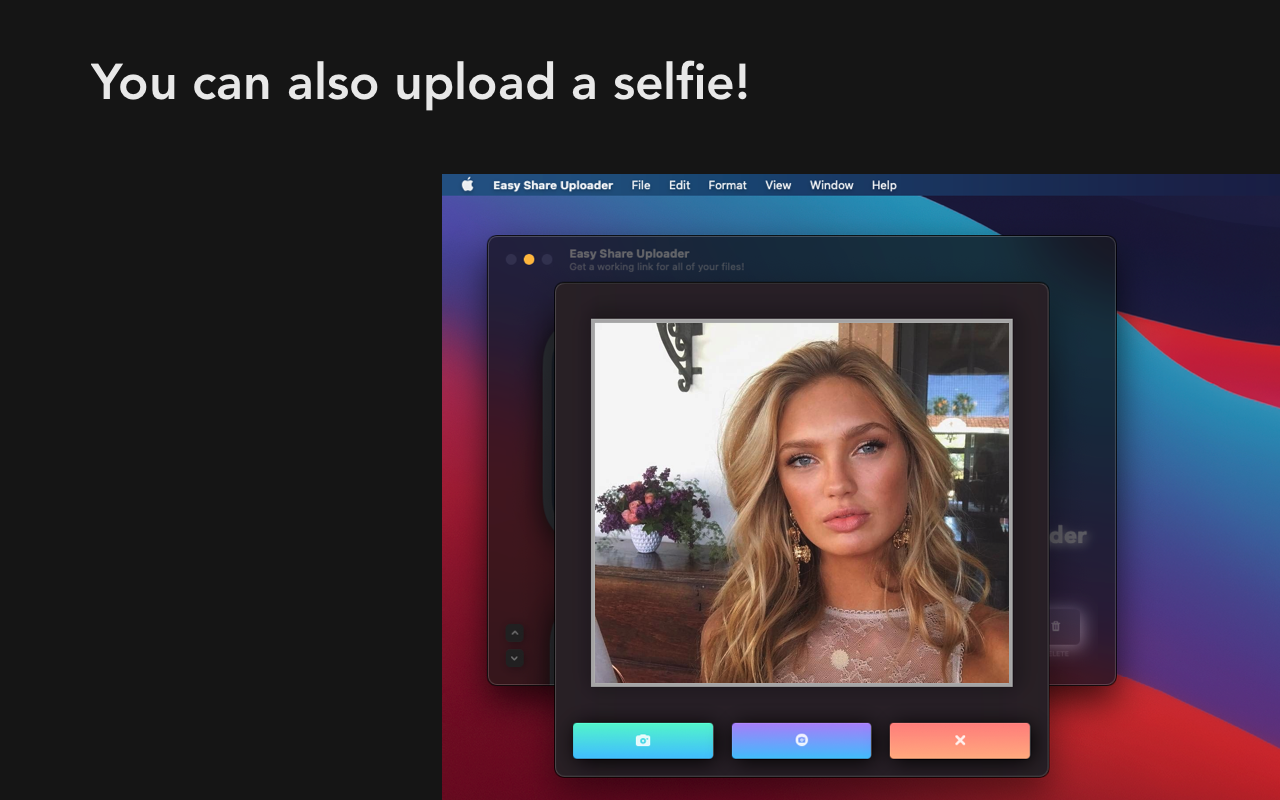 You can also upload a selfie!
Easy Share Uploader File Edit Format View Window Help
Easy Share Uploader
Get a working link for all of your files!
der